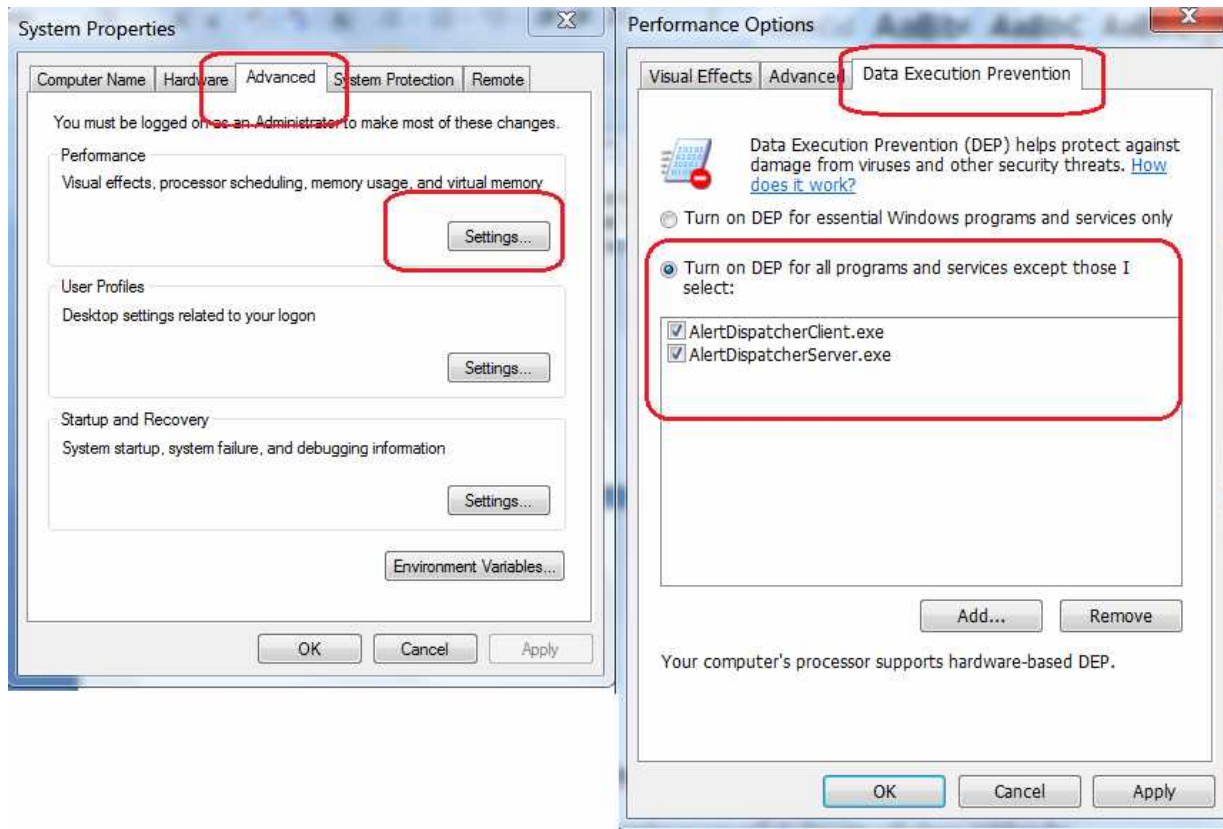 System Properties
Computer Name Hardware Advanced System Protection Remote
You must be logged on as an Administrator to make most of these changes.
Performance
Visual effects, processor scheduling, memory usage, and virtual memory
Settings...
User Profiles
Desktop settings related to your logon
Settings...
Startup and Recovery
System startup, system failure, and debugging information
Settings...
Environment Variables...
OK Cancel Apply
Performance Options
Visual Effects Advanced Data Execution Prevention
Data Execution Prevention (DEP) helps protect against
damage from viruses and other security threats. How
does it work?
Turn on DEP for essential Windows programs and services only
Turn on DEP for all programs and services except those I
select:
AlertDispatcherClient.exe
AlertDispatcherServer.exe
Add... Remove
Your computer's processor supports hardware-based DEP.
OK Cancel Apply